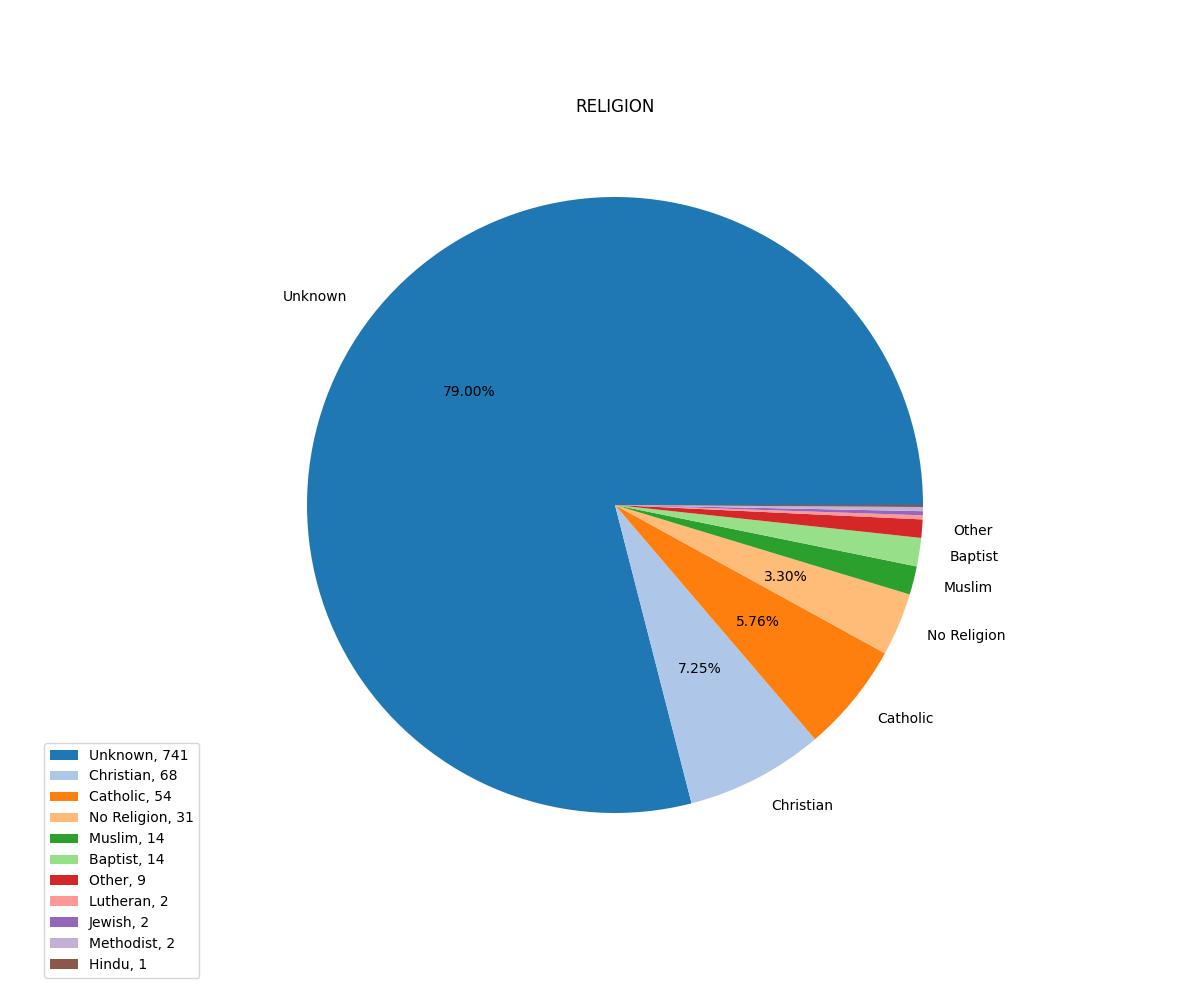 RELIGION
Unknown
79.00%
Other
Baptist
3.30%
Muslim
5.76%
No Religion
7.25%
Catholic
Christian
Unknown, 741
Christian, 68
Catholic, 54
No Religion, 31
Muslim, 14
Baptist, 14
Other, 9
Lutheran, 2
Jewish, 2
Methodist, 2
Hindu, 1